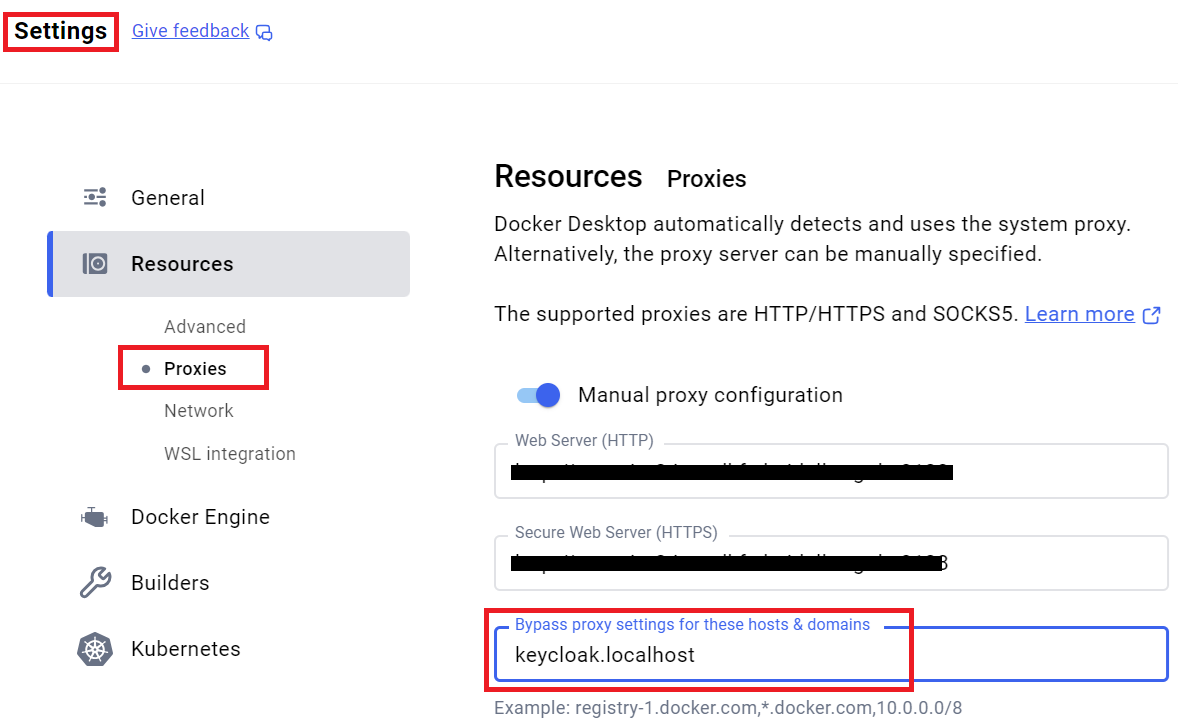 Settings Give feedback
General
Resources
Advanced
Proxies
Network
WSL integration
Docker Engine
Builders
Kubernetes
Resources Proxies
Docker Desktop automatically detects and uses the system proxy.
Alternatively, the proxy server can be manually specified.
The supported proxies are HTTP/HTTPS and SOCKS5. Learn more
Manual proxy configuration
Web Server (HTTP)
Secure Web Server (HTTPS)
Bypass proxy settings for these hosts & domains
keycloak.localhost
Example: registry-1.docker.com,*.docker.com,10.0.0.0/8